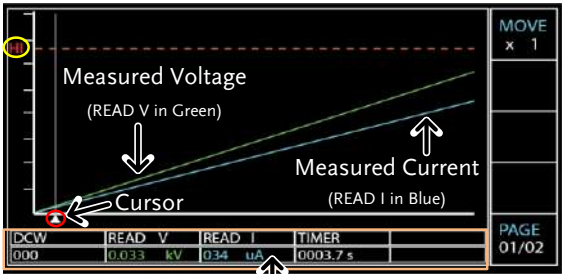 MOVE
x 1
HI
Measured Voltage
(READ V in Green)
Measured Current
(READ I in Blue)
Cursor
DCW READ V READ I TIMER
000 0.033 kV 034 uA 0003.7 s
PAGE
01/02